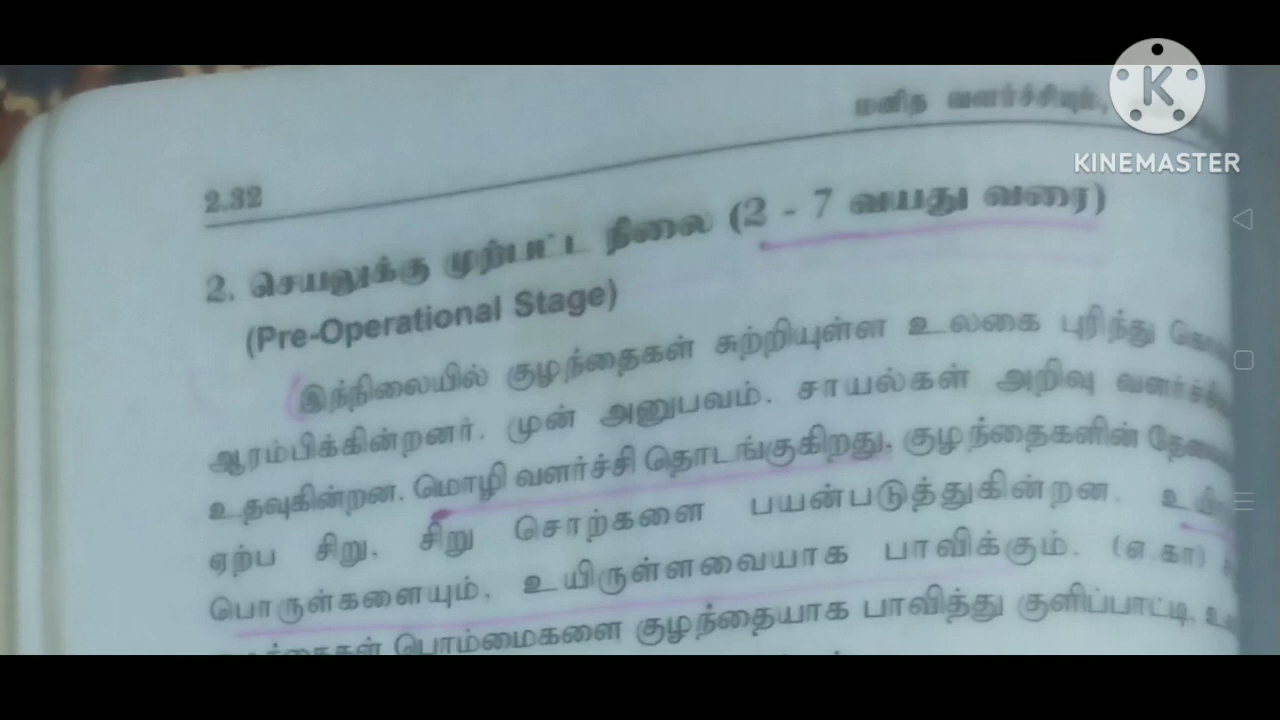 மனித வளர்ச்சியும்,
K
KINEMASTER
2.32
2. செயலுக்கு முற்பட்ட நிலை (2 - 7 வயது வரை)
(Pre-Operational Stage)
இந்நிலையில் குழந்தைகள் சுற்றியுள்ள உலகை புரிந்து
ஆரம்பிக்கின்றனர். முன் அனுபவம். சாயல்கள் அறிவு
உதவுகின்றன. மொழி வளர்ச்சி தொடங்குகிறது. குழந்தைகளின்
ஏற்ப சிறு, சிறு சொற்களை பயன்படுத்துகின்றன.
பொருள்களையும், உயிருள்ளவையாக பாவிக்கும். (எ.கா)
பொம்மைகளை குழந்தையாக பாவித்து குளிப்பாட்டி,